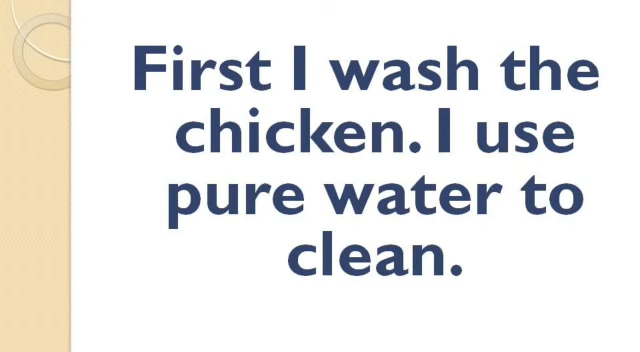 First I wash the
chicken. I use
pure water to
clean.